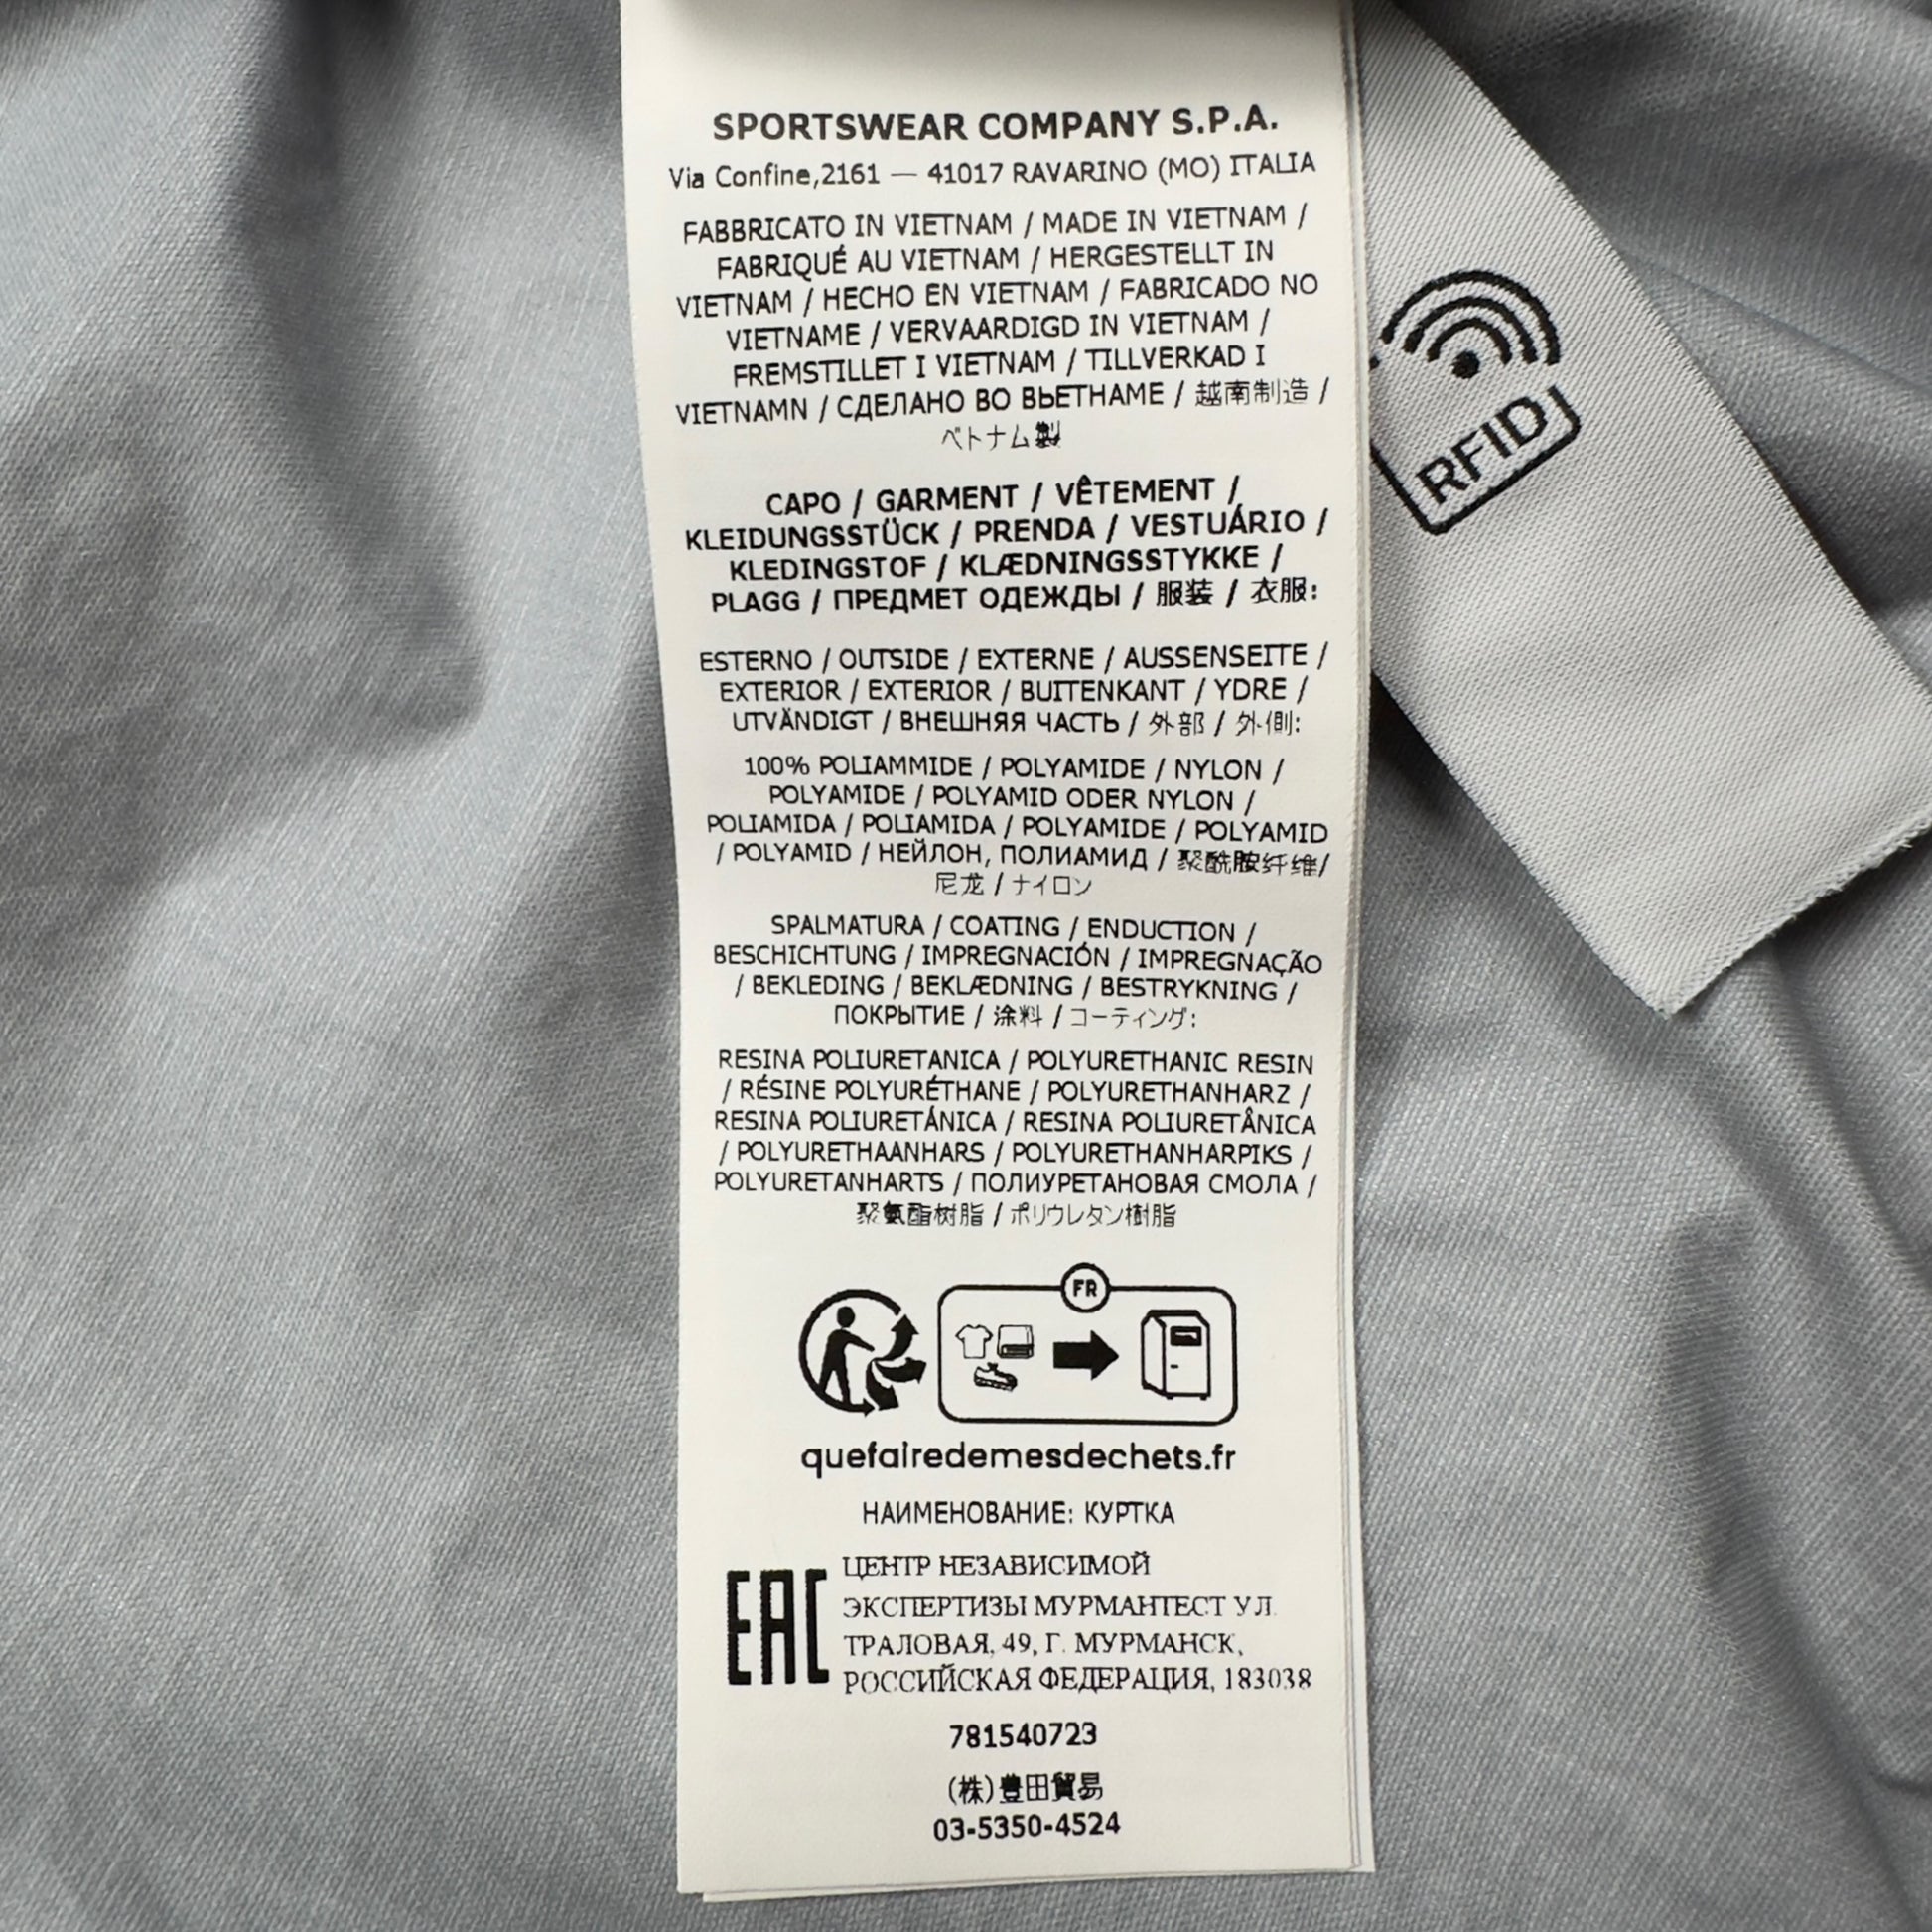 SPORTSWEAR COMPANY S.P.A.
Via Confine,2161 — 41017 RAVARINO (MO) ITALIA
FABBRICATO IN VIETNAM / MADE IN VIETNAM /
FABRIQUÉ AU VIETNAM / HERGESTELLT IN
VIETNAM / HECHO EN VIETNAM / FABRICADO NO
VIETNAME / VERVAARDIGD IN VIETNAM /
FREMSTILLET I VIETNAM / TILLVERKAD I
VIETNAMN / СДЕЛАНО ВО ВЬЕТНАМЕ / 越南制造 /
ベトナム製
CAPO / GARMENT / VÊTEMENT /
KLEIDUNGSSTÜCK / PRENDA / VESTUÁRIO /
KLEDINGSTOF / KLÆDNINGSSTYKKE /
PLAGG / ПРЕДМЕТ ОДЕЖДЫ / 服装 / 衣服:
ESTERNO / OUTSIDE / EXTERNE / AUSSENSEITE /
EXTERIOR / EXTERIOR / BUITENKANT / YDRE /
UTVÄNDIGT / ВНЕШНЯЯ ЧАСТЬ / 外部 / 外側:
100% POLIAMMIDE / POLYAMIDE / NYLON /
POLYAMIDE / POLYAMID ODER NYLON /
POLIAMIDA / POLIAMIDA / POLYAMIDE / POLYAMID
/ POLYAMID / НЕЙЛОН, ПОЛИАМИД / 聚酰胺纤维/
尼龙 / ナイロン
SPALMATURA / COATING / ENDUCTION /
BESCHICHTUNG / IMPREGNACIÓN / IMPREGNAÇÃO
/ BEKLEDING / BEKLÆDNING / BESTRYKNING /
ПОКРЫТИЕ / 涂料 / コーティング:
RESINA POLIURETANICA / POLYURETHANIC RESIN
/ RÉSINE POLYURÉTHANE / POLYURETHANHARZ /
RESINA POLIURETÁNICA / RESINA POLIURETÂNICA
/ POLYURETHAANHARS / POLYURETHANHARPIKS /
POLYURETANHARTS / ПОЛИУРЕТАНОВАЯ СМОЛА /
聚氨酯树脂 / ポリウレタン樹脂
FR
quefairedemesdechets.fr
НАИМЕНОВАНИЕ: КУРТКА
EAC
ЦЕНТР НЕЗАВИСИМОЙ
ЭКСПЕРТИЗЫ МУРМАНТЕСТ УЛ.
ТРАЛОВАЯ, 49, Г. МУРМАНСК,
РОССИЙСКАЯ ФЕДЕРАЦИЯ, 183038
781540723
(株)豊田貿易
03-5350-4524
RFID